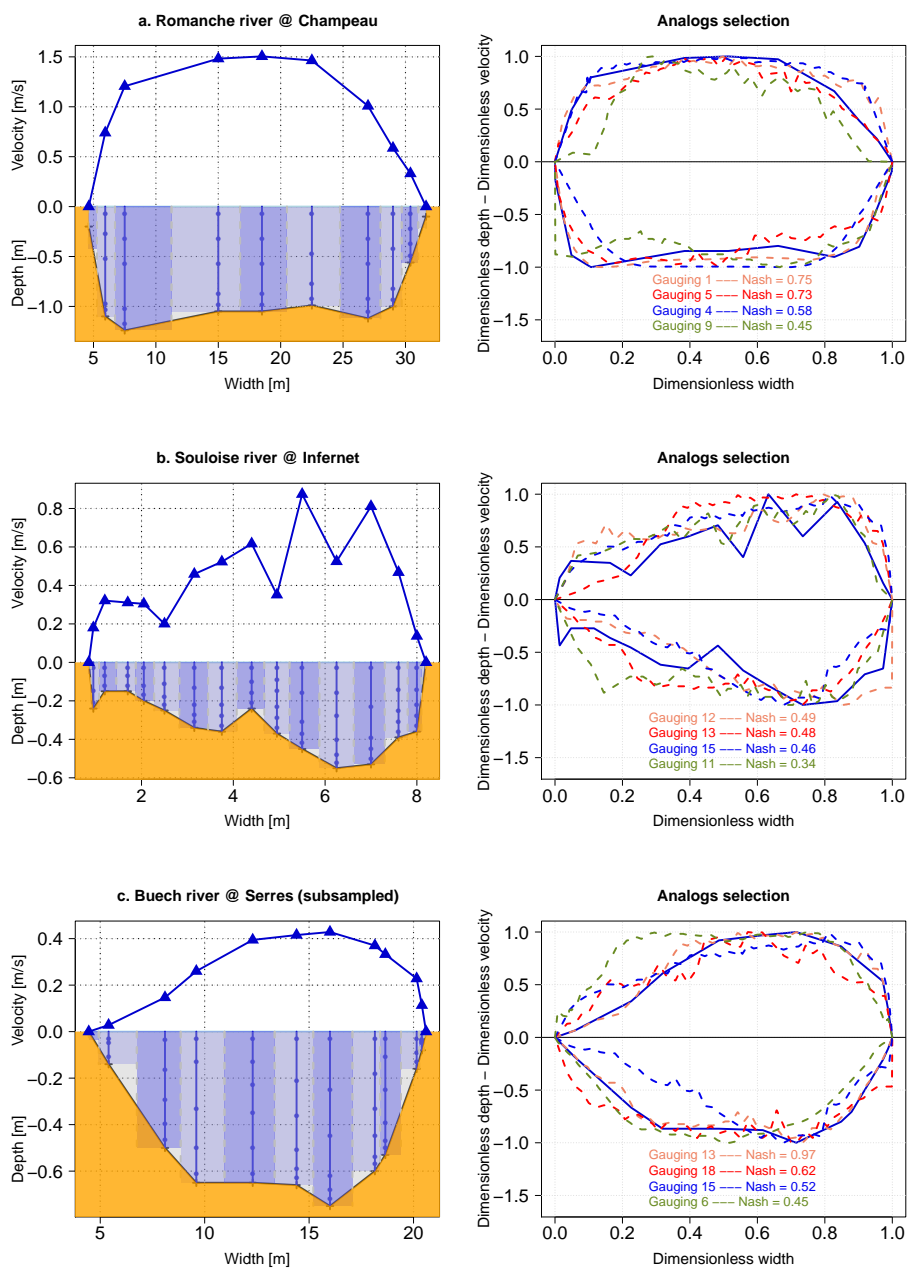 a. Romanche river @ Champeau
Velocity [m/s]
Depth [m]
1.5
1.0
0.5
0.0
−0.5
−1.0
5 10 15 20 25 30
Width [m]
Analogs selection
Dimensionless depth − Dimensionless velocity
1.0
0.5
0.0
−0.5
−1.0
−1.5
Gauging 1 −−− Nash = 0.75
Gauging 5 −−− Nash = 0.73
Gauging 4 −−− Nash = 0.58
Gauging 9 −−− Nash = 0.45
0.0 0.2 0.4 0.6 0.8 1.0
Dimensionless width
b. Souloise river @ Infernet
Velocity [m/s]
Depth [m]
0.8
0.6
0.4
0.2
0.0
−0.2
−0.4
−0.6
2 4 6 8
Width [m]
Analogs selection
Dimensionless depth − Dimensionless velocity
1.0
0.5
0.0
−0.5
−1.0
−1.5
Gauging 12 −−− Nash = 0.49
Gauging 13 −−− Nash = 0.48
Gauging 15 −−− Nash = 0.46
Gauging 11 −−− Nash = 0.34
0.0 0.2 0.4 0.6 0.8 1.0
Dimensionless width
c. Buech river @ Serres (subsampled)
Velocity [m/s]
Depth [m]
0.4
0.2
0.0
−0.2
−0.4
−0.6
5 10 15 20
Width [m]
Analogs selection
Dimensionless depth − Dimensionless velocity
1.0
0.5
0.0
−0.5
−1.0
−1.5
Gauging 13 −−− Nash = 0.97
Gauging 18 −−− Nash = 0.62
Gauging 15 −−− Nash = 0.52
Gauging 6 −−− Nash = 0.45
0.0 0.2 0.4 0.6 0.8 1.0
Dimensionless width